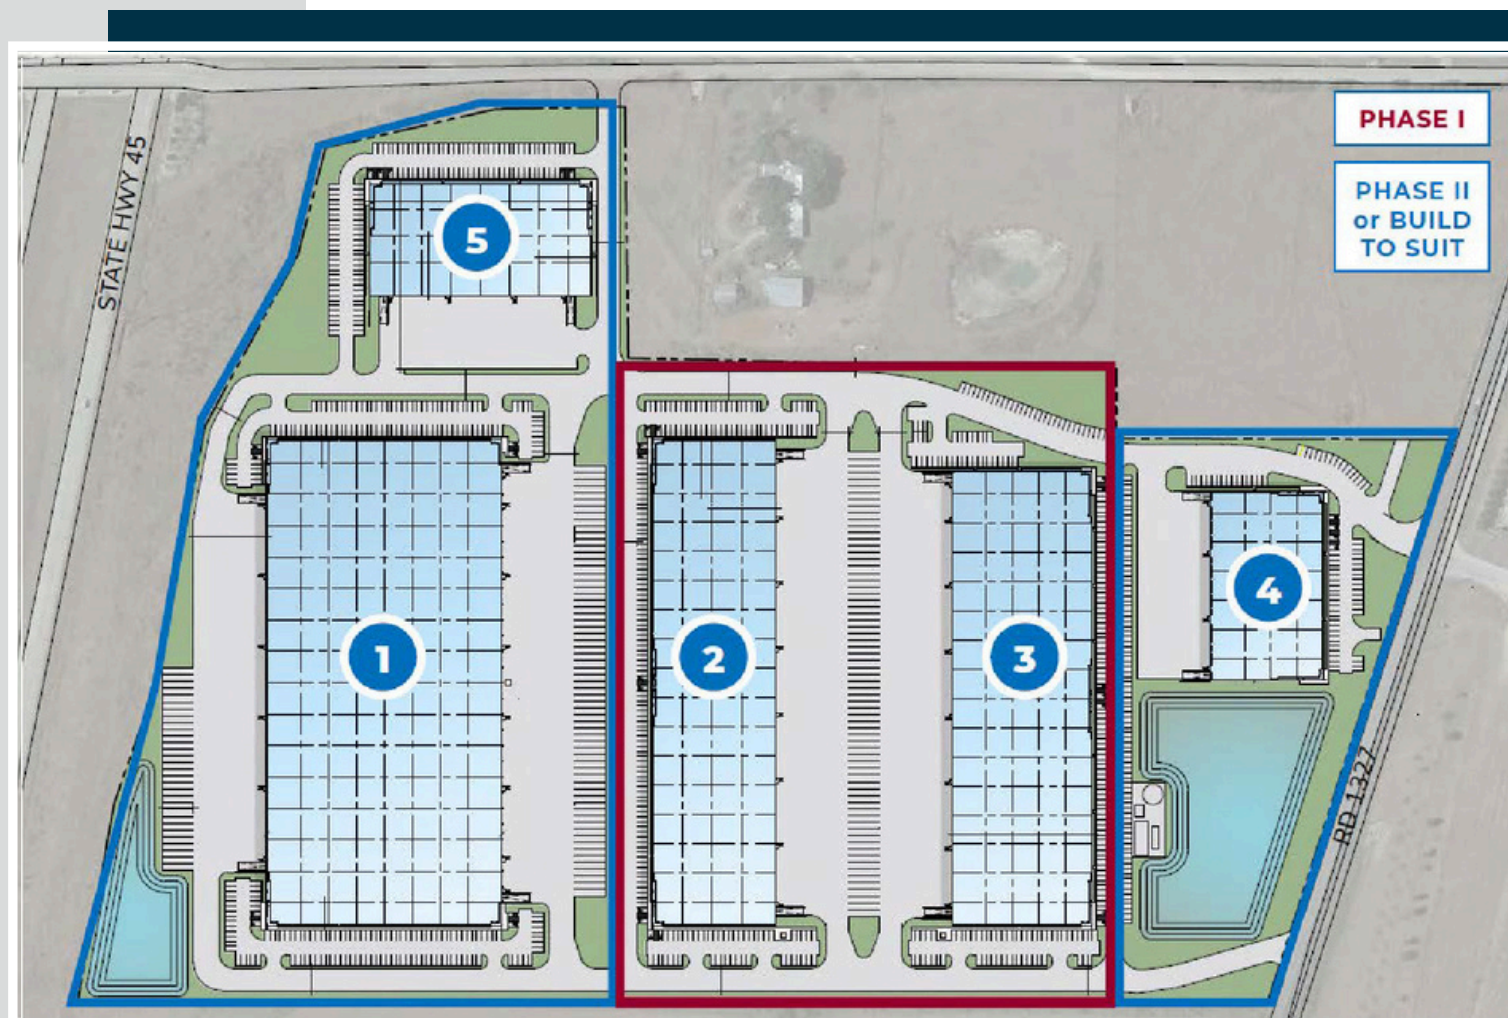 PHASE I
PHASE II
or BUILD
TO SUIT
STATE HWY 45
5
1
2
3
4
RD 1327